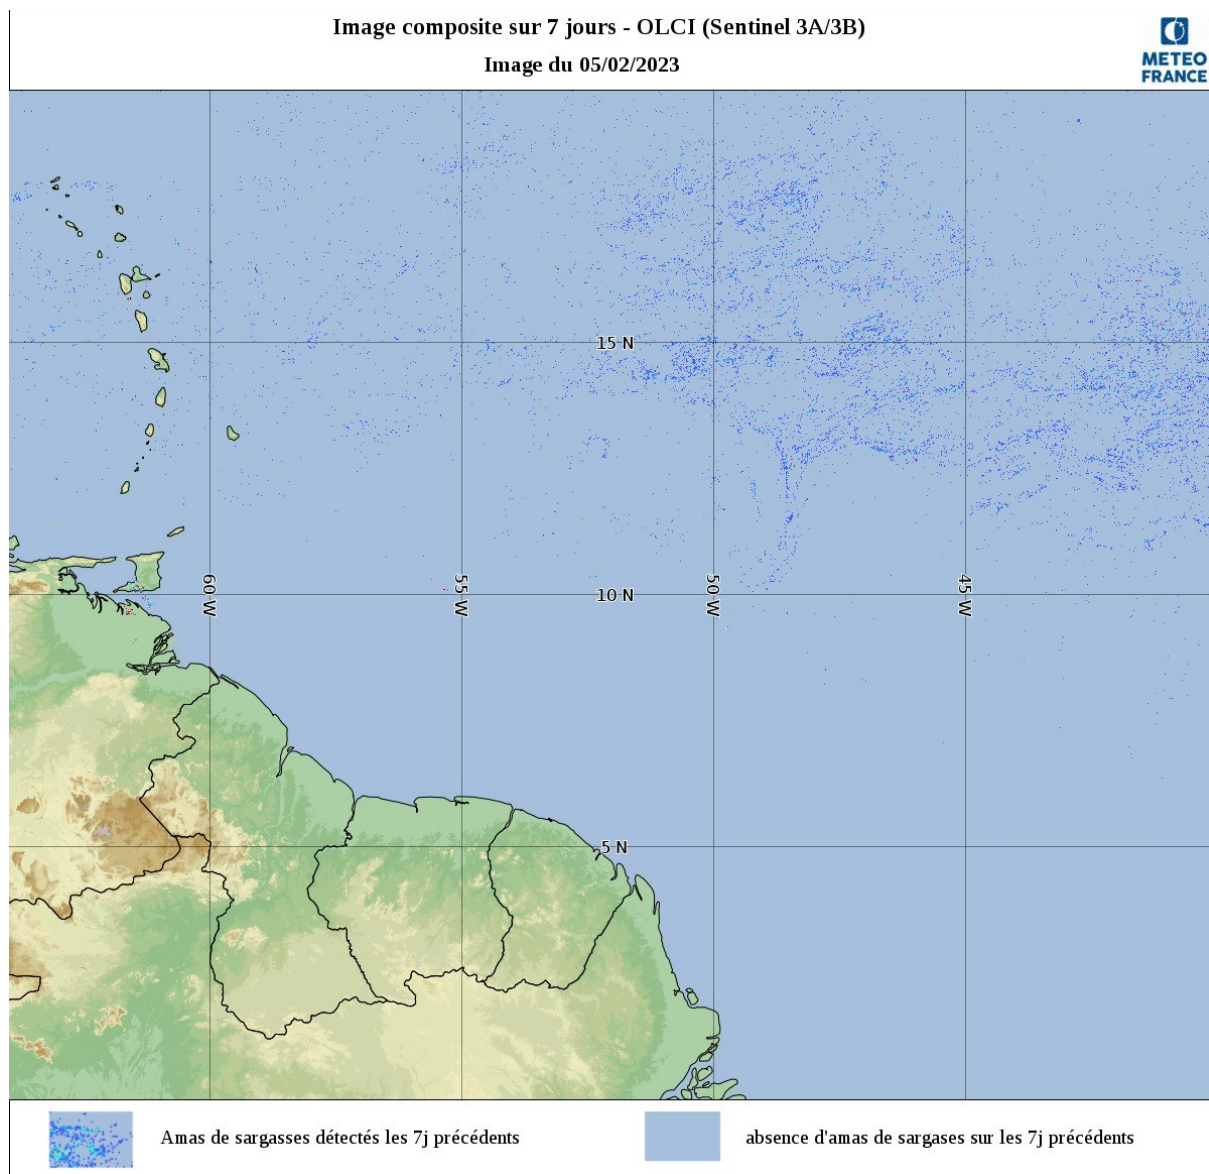 Image composite sur 7 jours - OLCI (Sentinel 3A/3B)
Image du 05/02/2023
METEO
FRANCE
15 N
60 W
55 W
10 N
50 W
45 W
5 N
Amas de sargasses détectés les 7j précédents
absence d'amas de sargases sur les 7j précédents